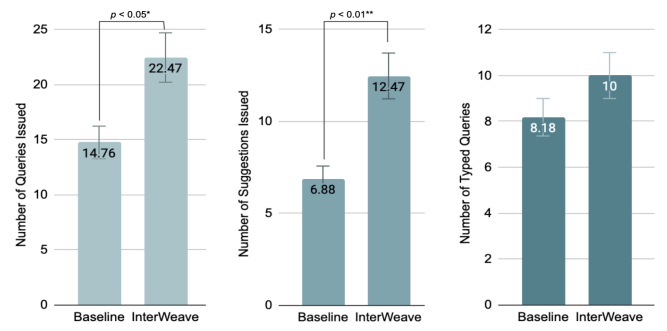 p < 0.05*
Number of Queries Issued
25
20
15
10
5
0
22.47
14.76
Baseline InterWeave
p < 0.01**
Number of Suggestions Issued
15
10
5
0
12.47
6.88
Baseline InterWeave
Number of Typed Queries
12
10
8
6
4
2
0
10
8.18
Baseline InterWeave